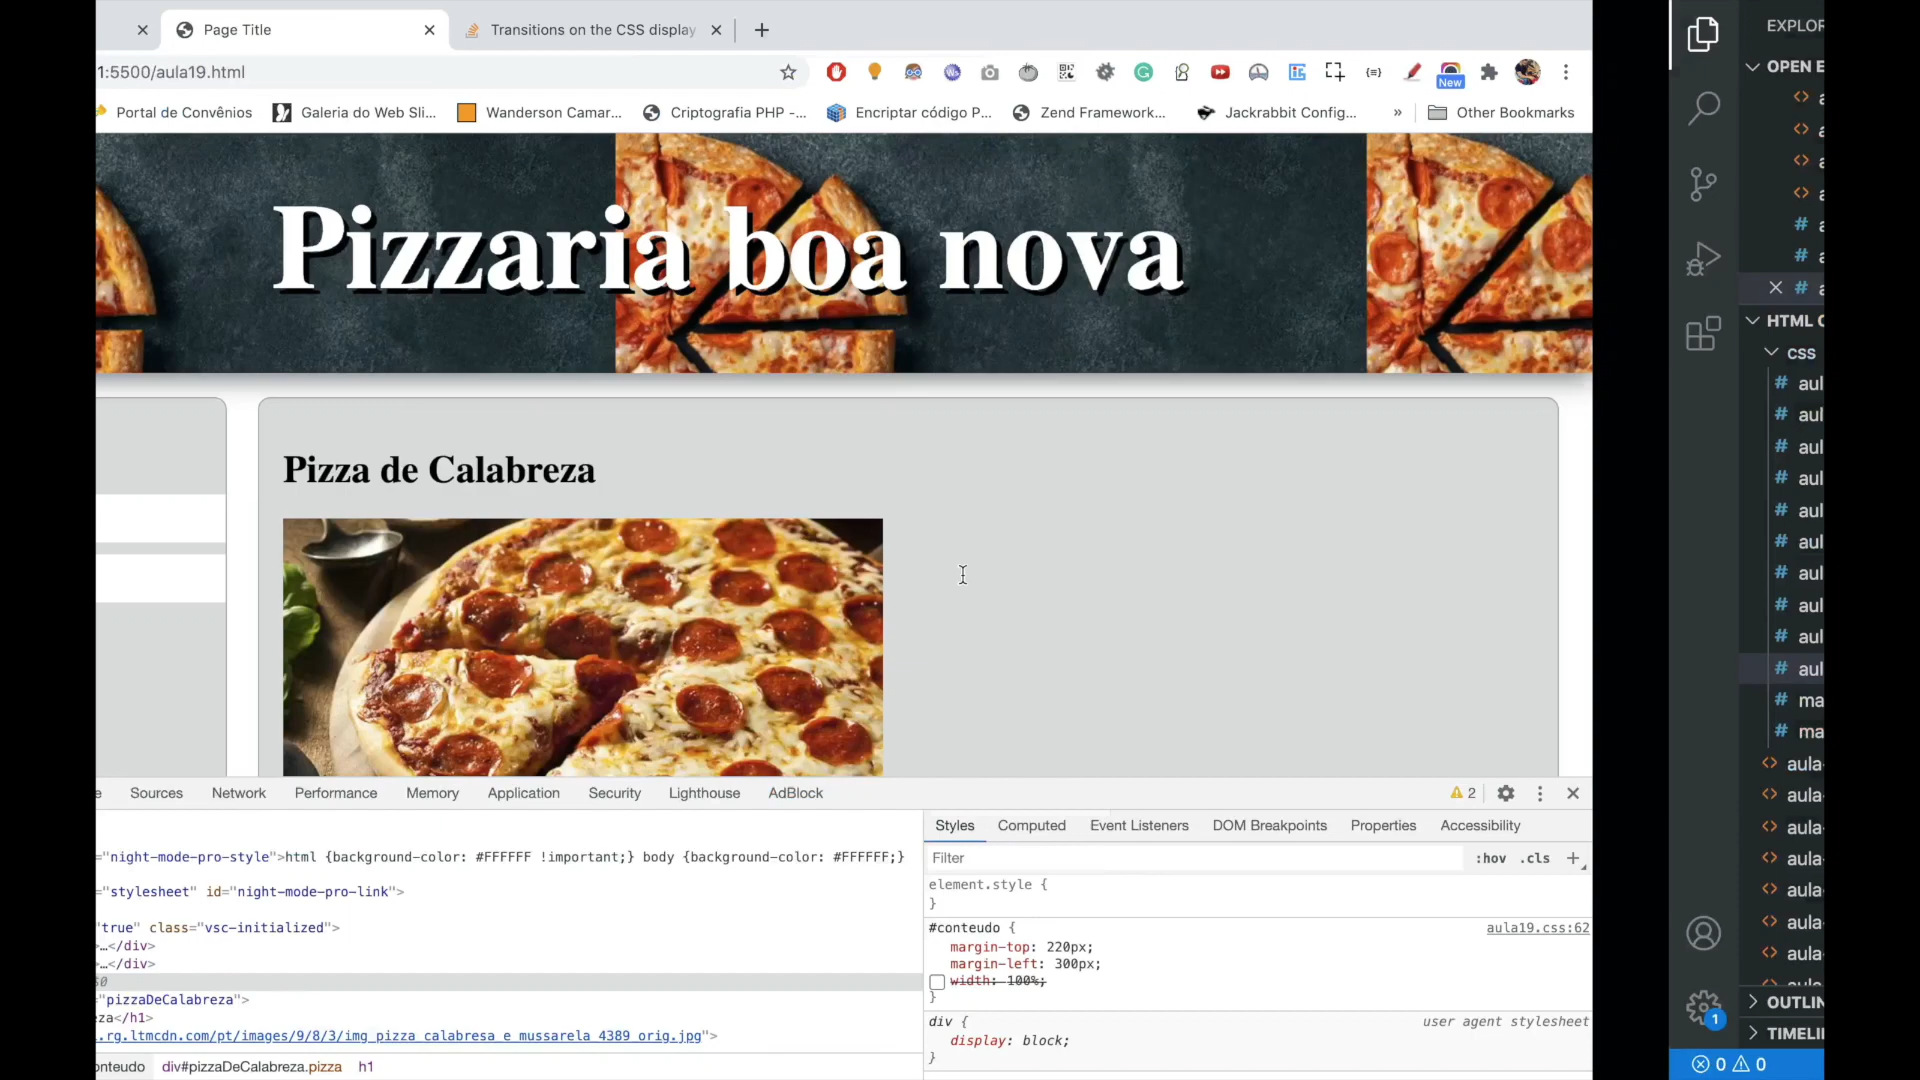 Page Title
Transitions on the CSS display
1:5500/aula19.html
New
Portal de Convênios
Galeria do Web Sli...
Wanderson Camar...
Criptografia PHP -...
Encriptar código P...
Zend Framework...
Jackrabbit Config...
»
Other Bookmarks
Pizzaria boa nova
Pizza de Calabreza
Sources Network Performance Memory Application Security Lighthouse AdBlock
2
="night-mode-pro-style">html {background-color: #FFFFFF !important;} body {background-color: #FFFFFF;}
="stylesheet" id="night-mode-pro-link">
"true" class="vsc-initialized">
>…</div>
>…</div>
="pizzaDeCalabreza">
eza</h1>
.rg.ltmcdn.com/pt/images/9/8/3/img_pizza_calabresa_e_mussarela_4389_orig.jpg">
onteudo div#pizzaDeCalabreza.pizza h1
Styles Computed Event Listeners DOM Breakpoints Properties Accessibility
Filter
:hov .cls +
element.style {
}
#conteudo {
aula19.css:62
margin-top: 220px;
margin-left: 300px;
width: 100%;
}
div {
user agent stylesheet
display: block;
}
EXPLOR
OPEN E
<> a
<> a
<> a
<> a
# a
# a
# a
HTML C
CSS
# aul
# aul
# aul
# aul
# aul
# aul
# aul
# aul
# aul
# aul
# ma
# ma
<> aula-
<> aula-
<> aula-
<> aula-
<> aula-
<> aula-
<> aula-
OUTLIN
TIMELI
1
0 0